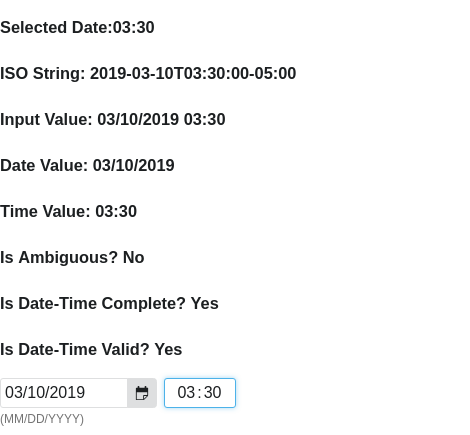 Selected Date:03:30
ISO String: 2019-03-10T03:30:00-05:00
Input Value: 03/10/2019 03:30
Date Value: 03/10/2019
Time Value: 03:30
Is Ambiguous? No
Is Date-Time Complete? Yes
Is Date-Time Valid? Yes
03/10/2019 03:30
(MM/DD/YYYY)